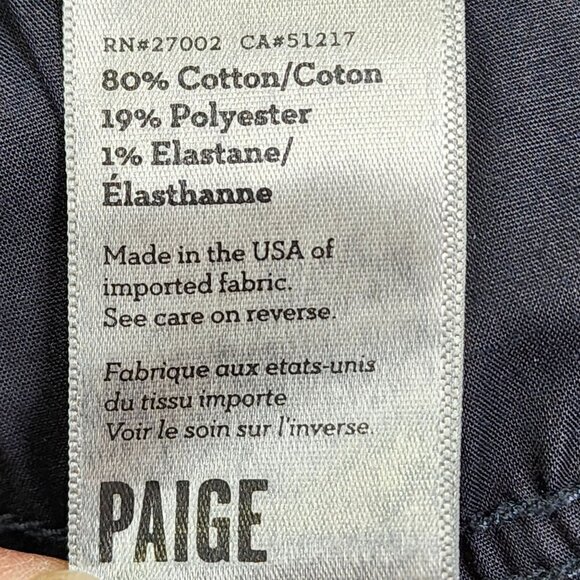 RN#27002 CA#51217
80% Cotton/Coton
19% Polyester
1% Elastane/
Élasthanne
Made in the USA of
imported fabric.
See care on reverse.
Fabrique aux etats-unis
du tissu importe
Voir le soin sur l'inverse.
PAIGE